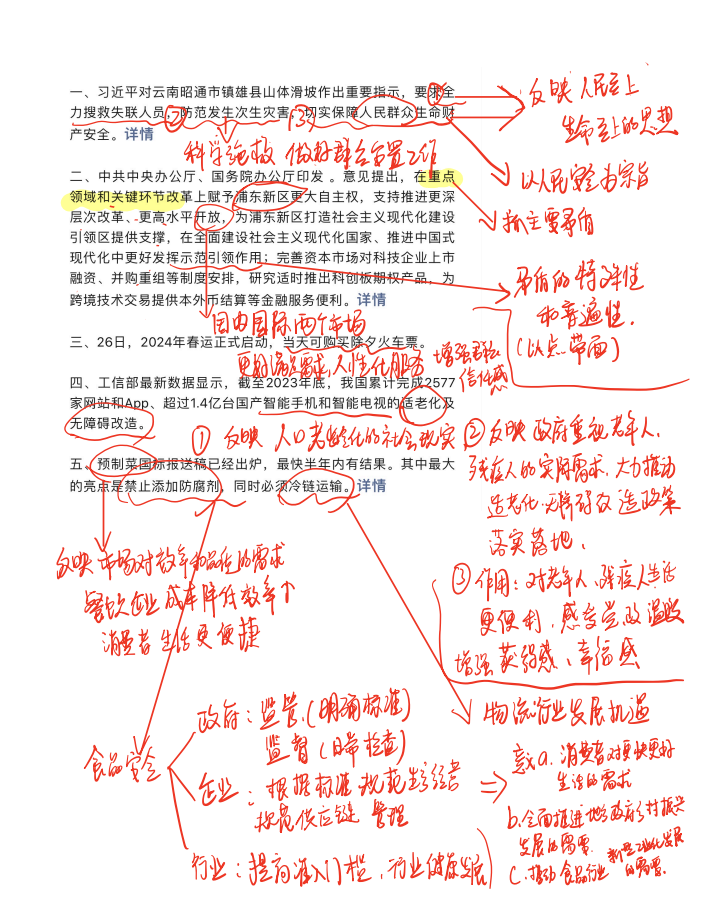 一、习近平对云南昭通市镇雄县山体滑坡作出重要指示，要求全
力搜救失联人员，防范发生次生灾害，切实保障人民群众生命财
产安全。详情
① ② ③
科学施救 做好群众安置工作
反映 人民至上
生命至上的思想
以人民安全为宗旨
二、中共中央办公厅、国务院办公厅印发 。意见提出，在重点
领域和关键环节改革上赋予浦东新区更大自主权，支持推进更深
层次改革、更高水平开放，为浦东新区打造社会主义现代化建设
引领区提供支撑，在全面建设社会主义现代化国家、推进中国式
现代化中更好发挥示范引领作用；完善资本市场对科技企业上市
融资、并购重组等制度安排，研究适时推出科创板期权产品，为
跨境技术交易提供本外币结算等金融服务便利。详情
抓主要矛盾
矛盾的特殊性
和普遍性.
(以点带面)
国内国际两个市场
三、26日，2024年春运正式启动，当天可购买除夕火车票。
更好满足需求，人性化服务
增强群众
信任感
四、工信部最新数据显示，截至2023年底，我国累计完成2577
家网站和App、超过1.4亿台国产智能手机和智能电视的适老化及
无障碍改造。
① 反映 人口老龄化的社会现实
② 反映 政府重视老年人、
残疾人的实际需求，大力推动
适老化、无障碍改造政策
落实落地、
③ 作用：对老年人、残疾人生活
更便利，感受党政温暖
增强获得感、幸福感
五、预制菜国标报送稿已经出炉，最快半年内有结果。其中最大
的亮点是禁止添加防腐剂，同时必须冷链运输。详情
反映 市场对效率和品质的需求
餐饮企业 成本降低效率↑
消费者 生活更便捷
物流行业发展机遇
食品安全
政府：监管.(明确标准)
监督 (日常检查)
企业：根据标准 规范生产经营
规范供应链 管理
行业：提高准入门槛，行业健康发展
意义 a. 消费者对更快更好
生活的需求
b. 全面推进地方政府乡村振兴
发展的需要.
C. 推动 食品行业 新型工业化发展
的需要.